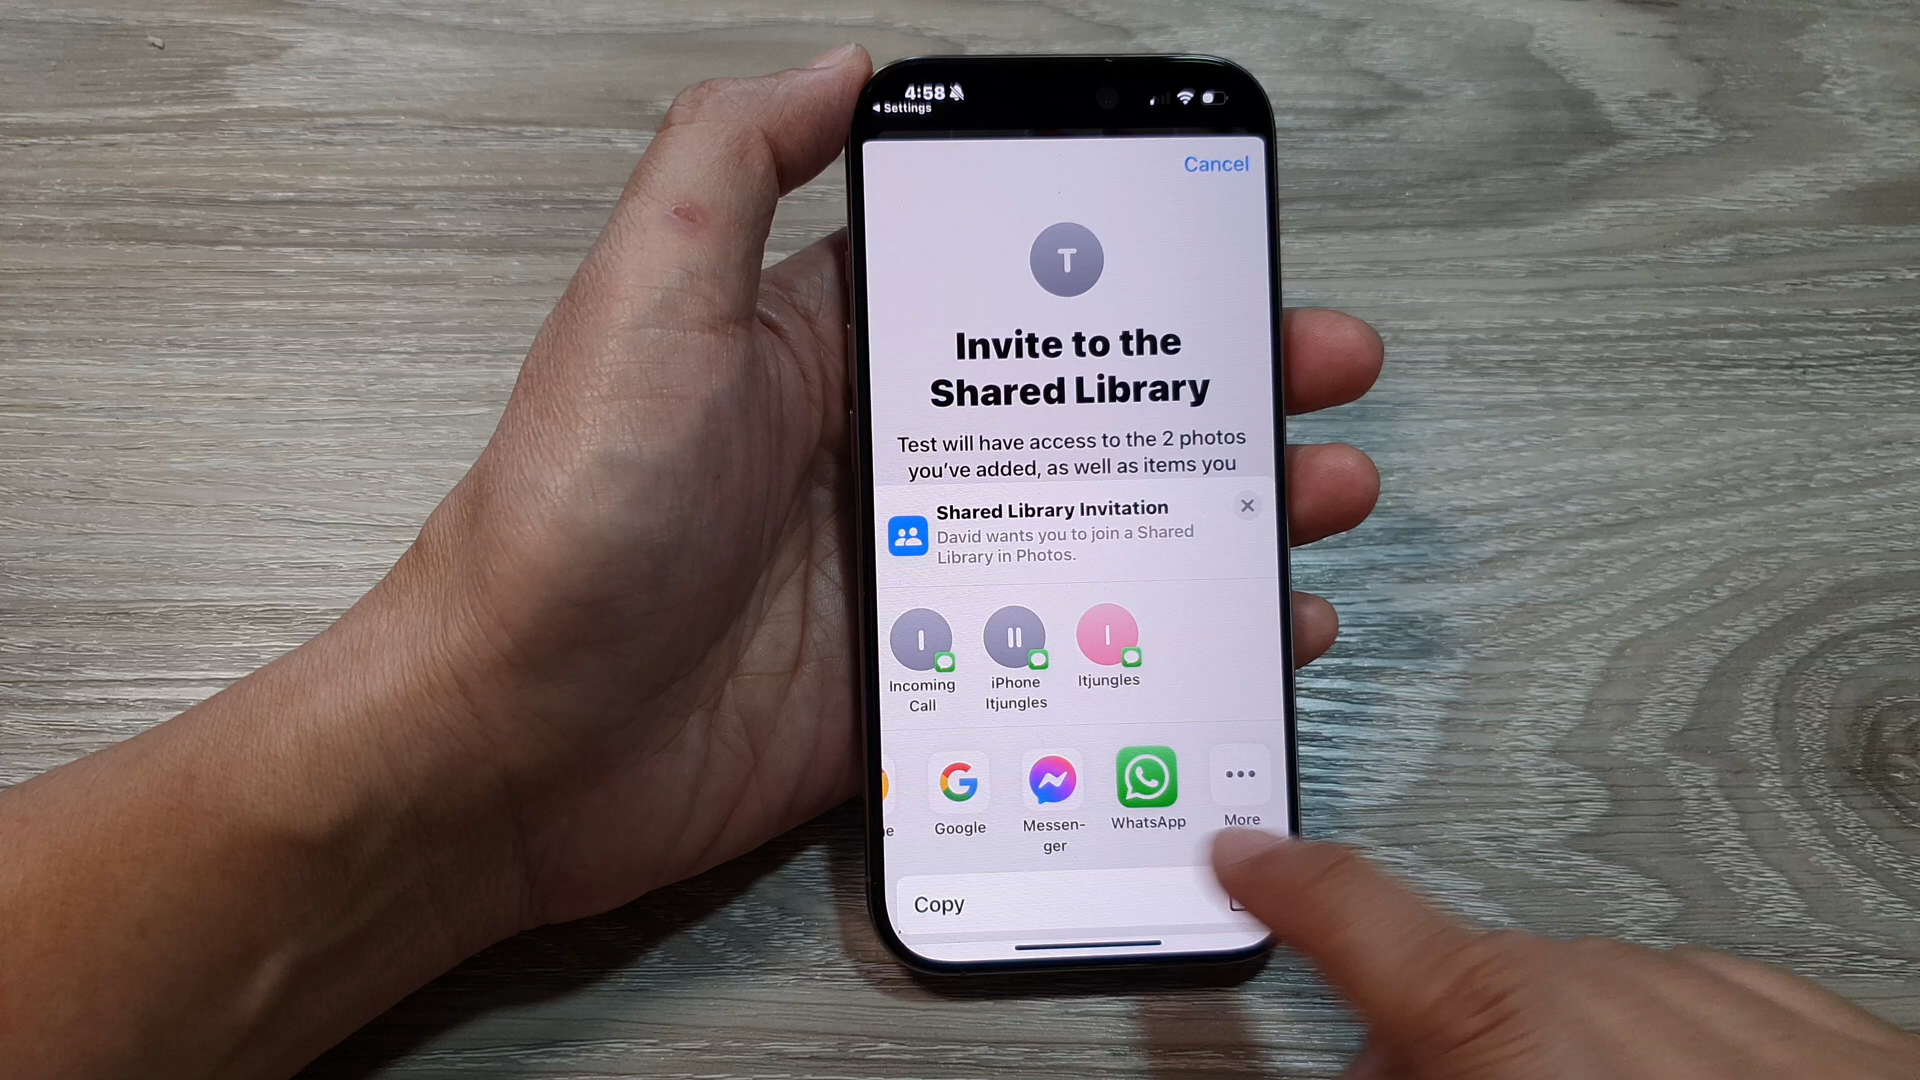 4:58
Settings
Cancel
T
Invite to the
Shared Library
Test will have access to the 2 photos
you've added, as well as items you
Shared Library Invitation
David wants you to join a Shared
Library in Photos.
I
II
I
Incoming
Call
iPhone
Itjungles
Itjungles
e
Google
Messen-
ger
WhatsApp
More
Copy